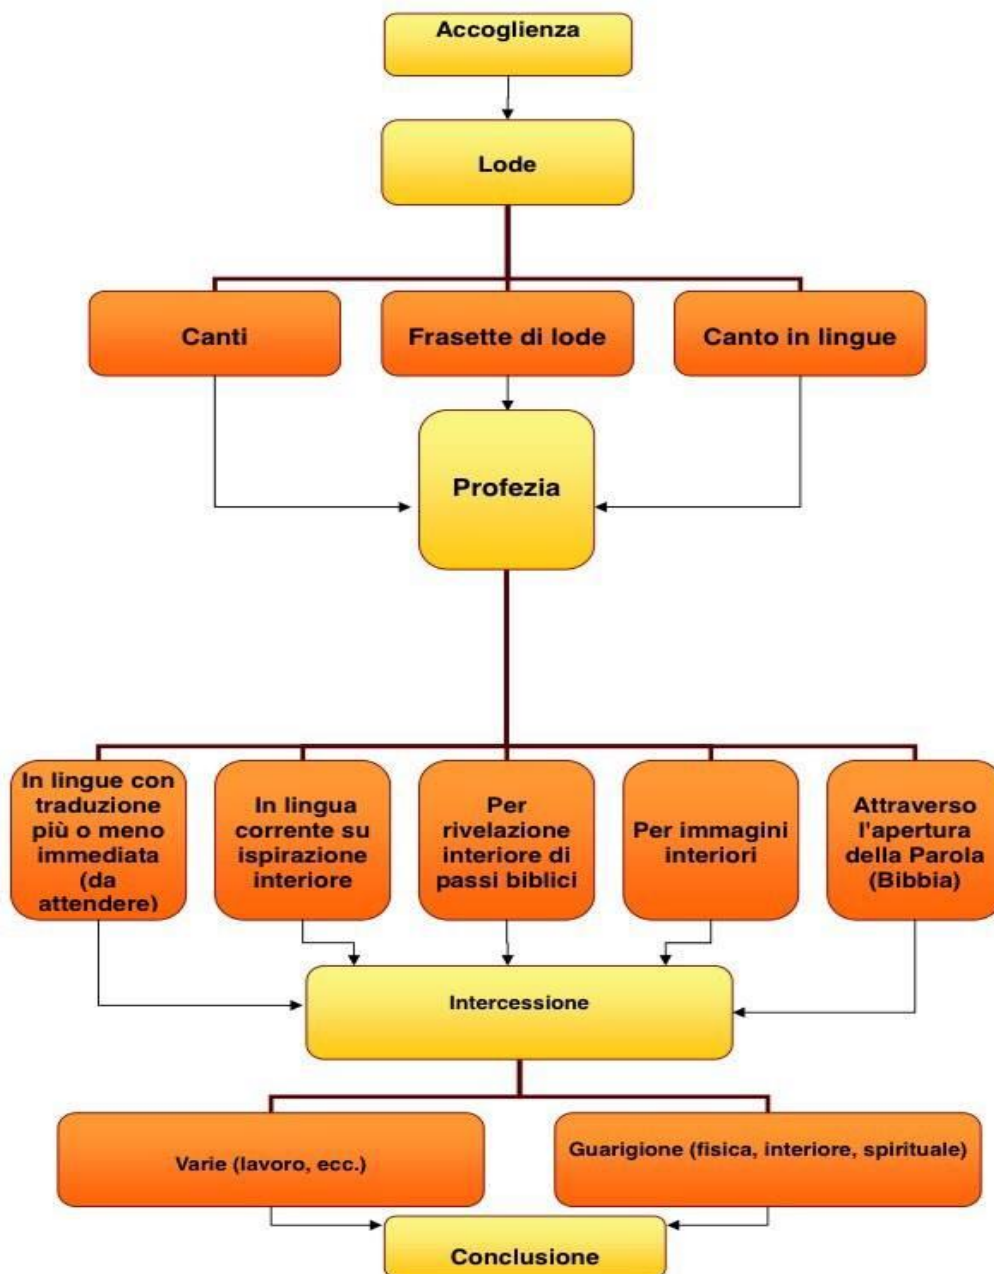 Accoglienza
Lode
Canti
Frasette di lode
Canto in lingue
Profezia
In lingue con
traduzione
più o meno
immediata
(da
attendere)
In lingua
corrente su
ispirazione
interiore
Per
rivelazione
interiore di
passi biblici
Per immagini
interiori
Attraverso
l'apertura
della Parola
(Bibbia)
Intercessione
Varie (lavoro, ecc.)
Guarigione (fisica, interiore, spirituale)
Conclusione